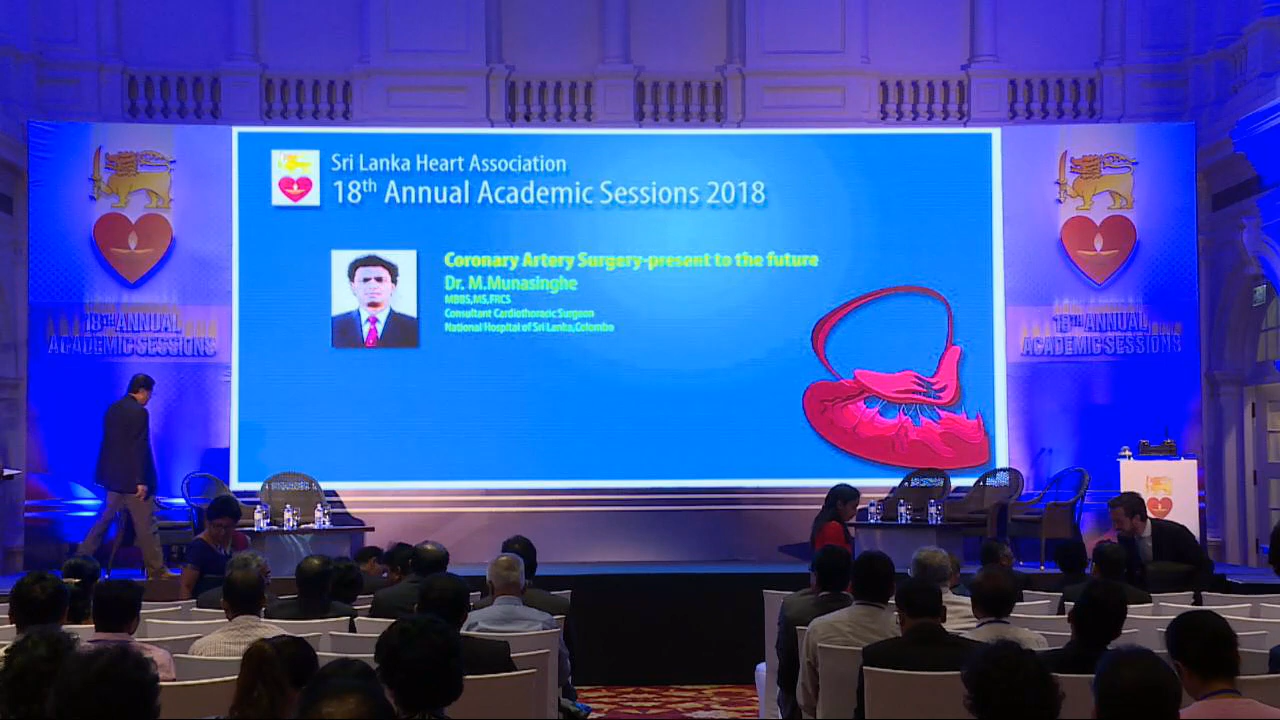 Sri Lanka Heart Association
18th Annual Academic Sessions 2018
Coronary Artery Surgery-present to the future
Dr. M.Munasinghe
MBBS,MS,FRCS
Consultant Cardiothoracic Surgeon
National Hospital of Sri Lanka,Colombo
18TH ANNUAL
ACADEMIC SESSIONS
18TH ANNUAL
ACADEMIC SESSIONS